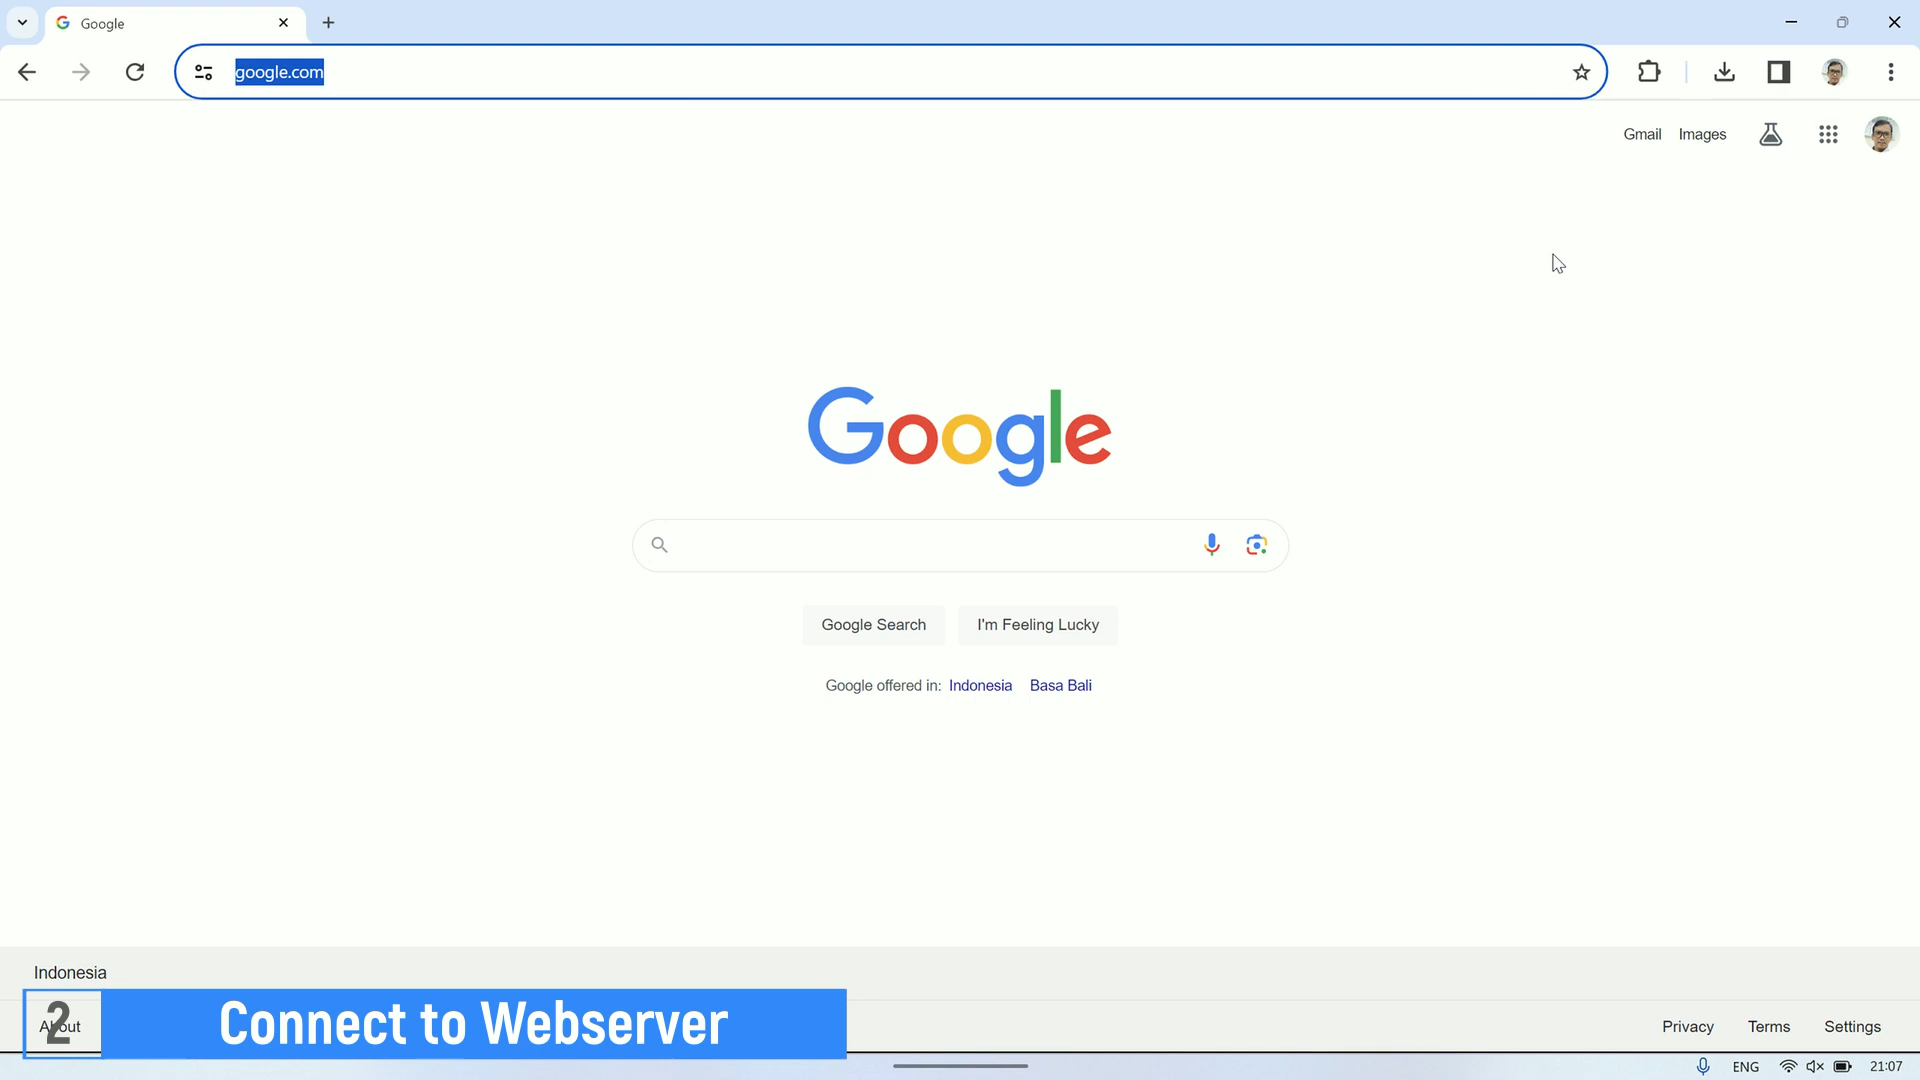 Google
google.com
Gmail Images
Google
Google Search I'm Feeling Lucky
Google offered in: Indonesia Basa Bali
Indonesia
About Privacy Terms Settings
2 Connect to Webserver
ENG 21:07